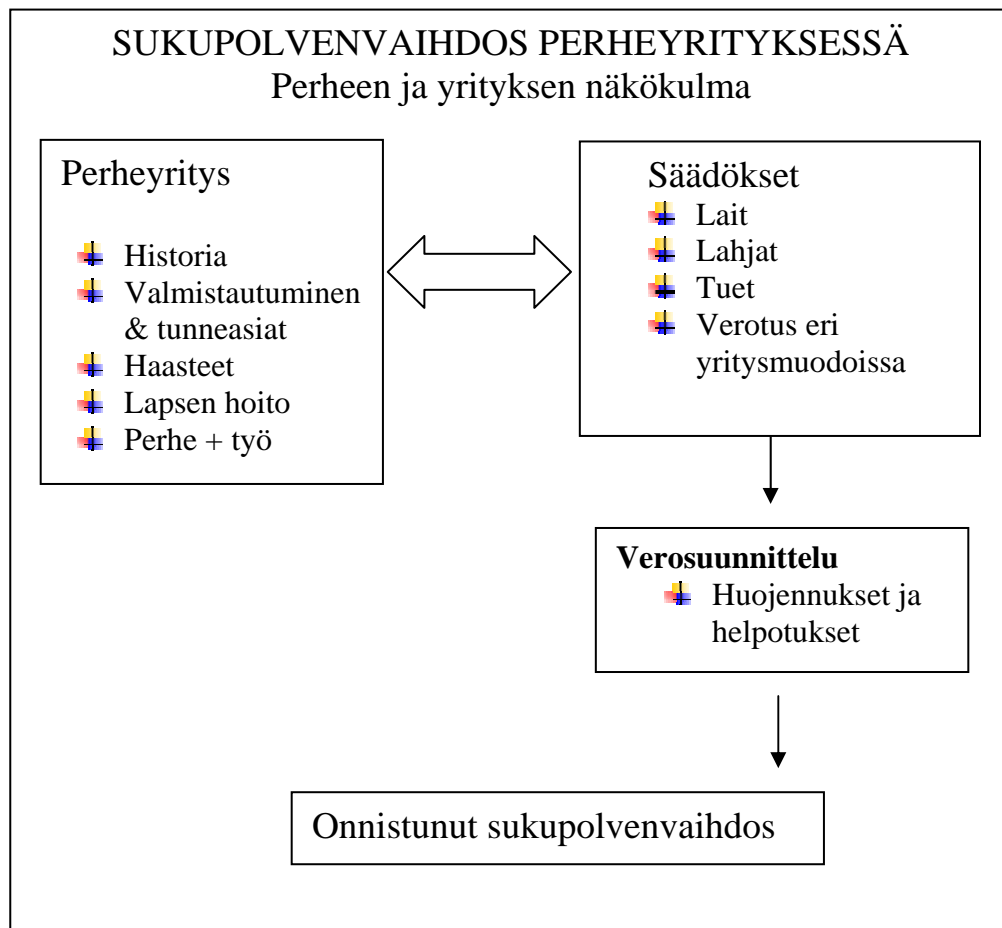 SUKUPOLVENVAIHDOS PERHEYRITYKSESSÄ
Perheen ja yrityksen näkökulma
Perheyritys
Historia
Valmistautuminen
& tunneasiat
Haasteet
Lapsen hoito
Perhe + työ
Säädökset
Lait
Lahjat
Tuet
Verotus eri
yritysmuodoissa
Verosuunnittelu
Huojennukset ja
helpotukset
Onnistunut sukupolvenvaihdos